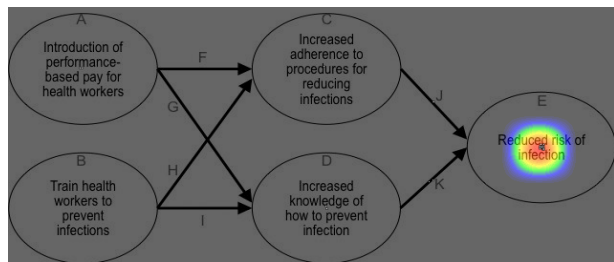 A
Introduction of
performance-
based pay for
health workers
B
Train health
workers to
prevent
infections
F
G
H
I
C
Increased
adherence to
procedures for
reducing
infections
D
Increased
knowledge of
how to prevent
infection
J
K
E
Reduced risk of
infection